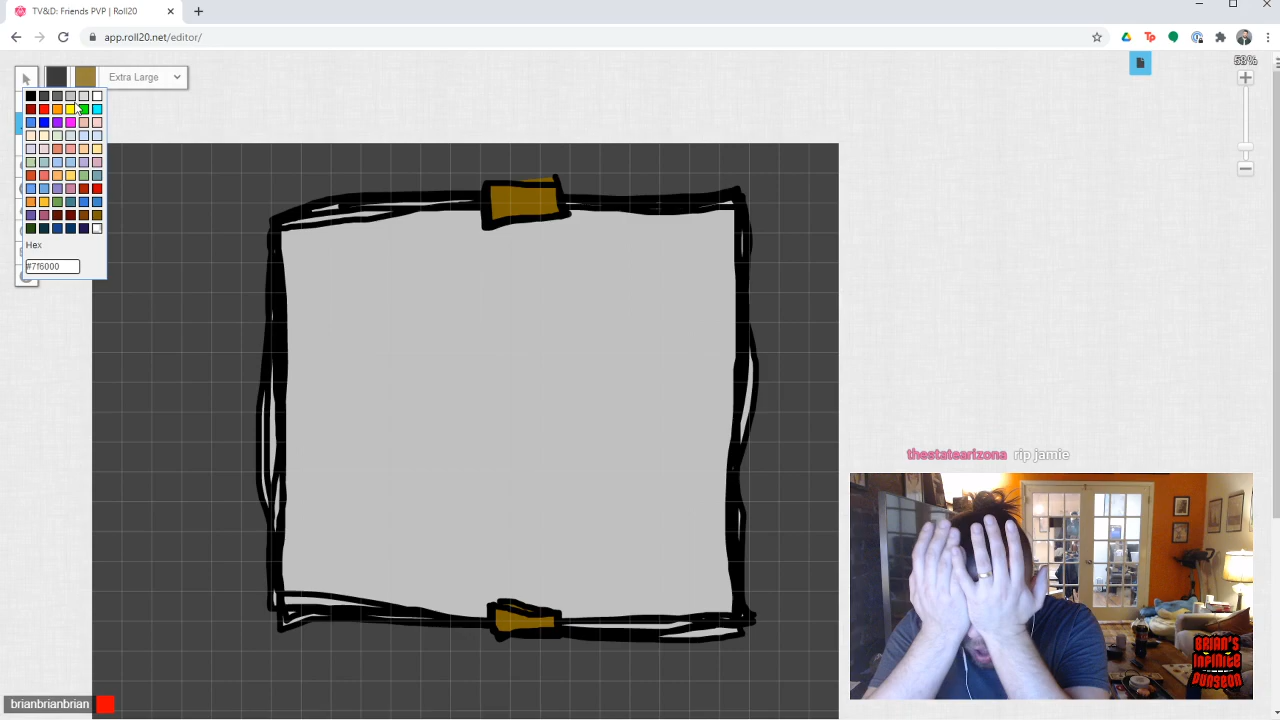 TV&D: Friends PVP | Roll20
app.roll20.net/editor/
Extra Large
58%
Hex
#7f6000
thestatearizona rip jamie
BRIAN'S
INFINITE
DUNGEON
brianbrianbrian